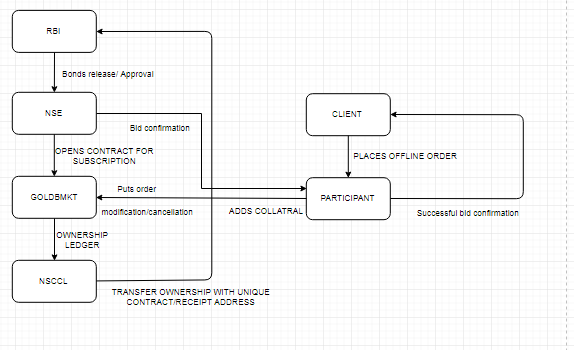 RBI
Bonds release/ Approval
NSE
CLIENT
Bid confirmation
OPENS CONTRACT FOR
SUBSCRIPTION
PLACES OFFLINE ORDER
GOLDBMKT
Puts order
PARTICIPANT
modification/cancellation
ADDS COLLATRAL
Successful bid confirmation
OWNERSHIP
LEDGER
NSCCL
TRANSFER OWNERSHIP WITH UNIQUE
CONTRACT/RECEIPT ADDRESS